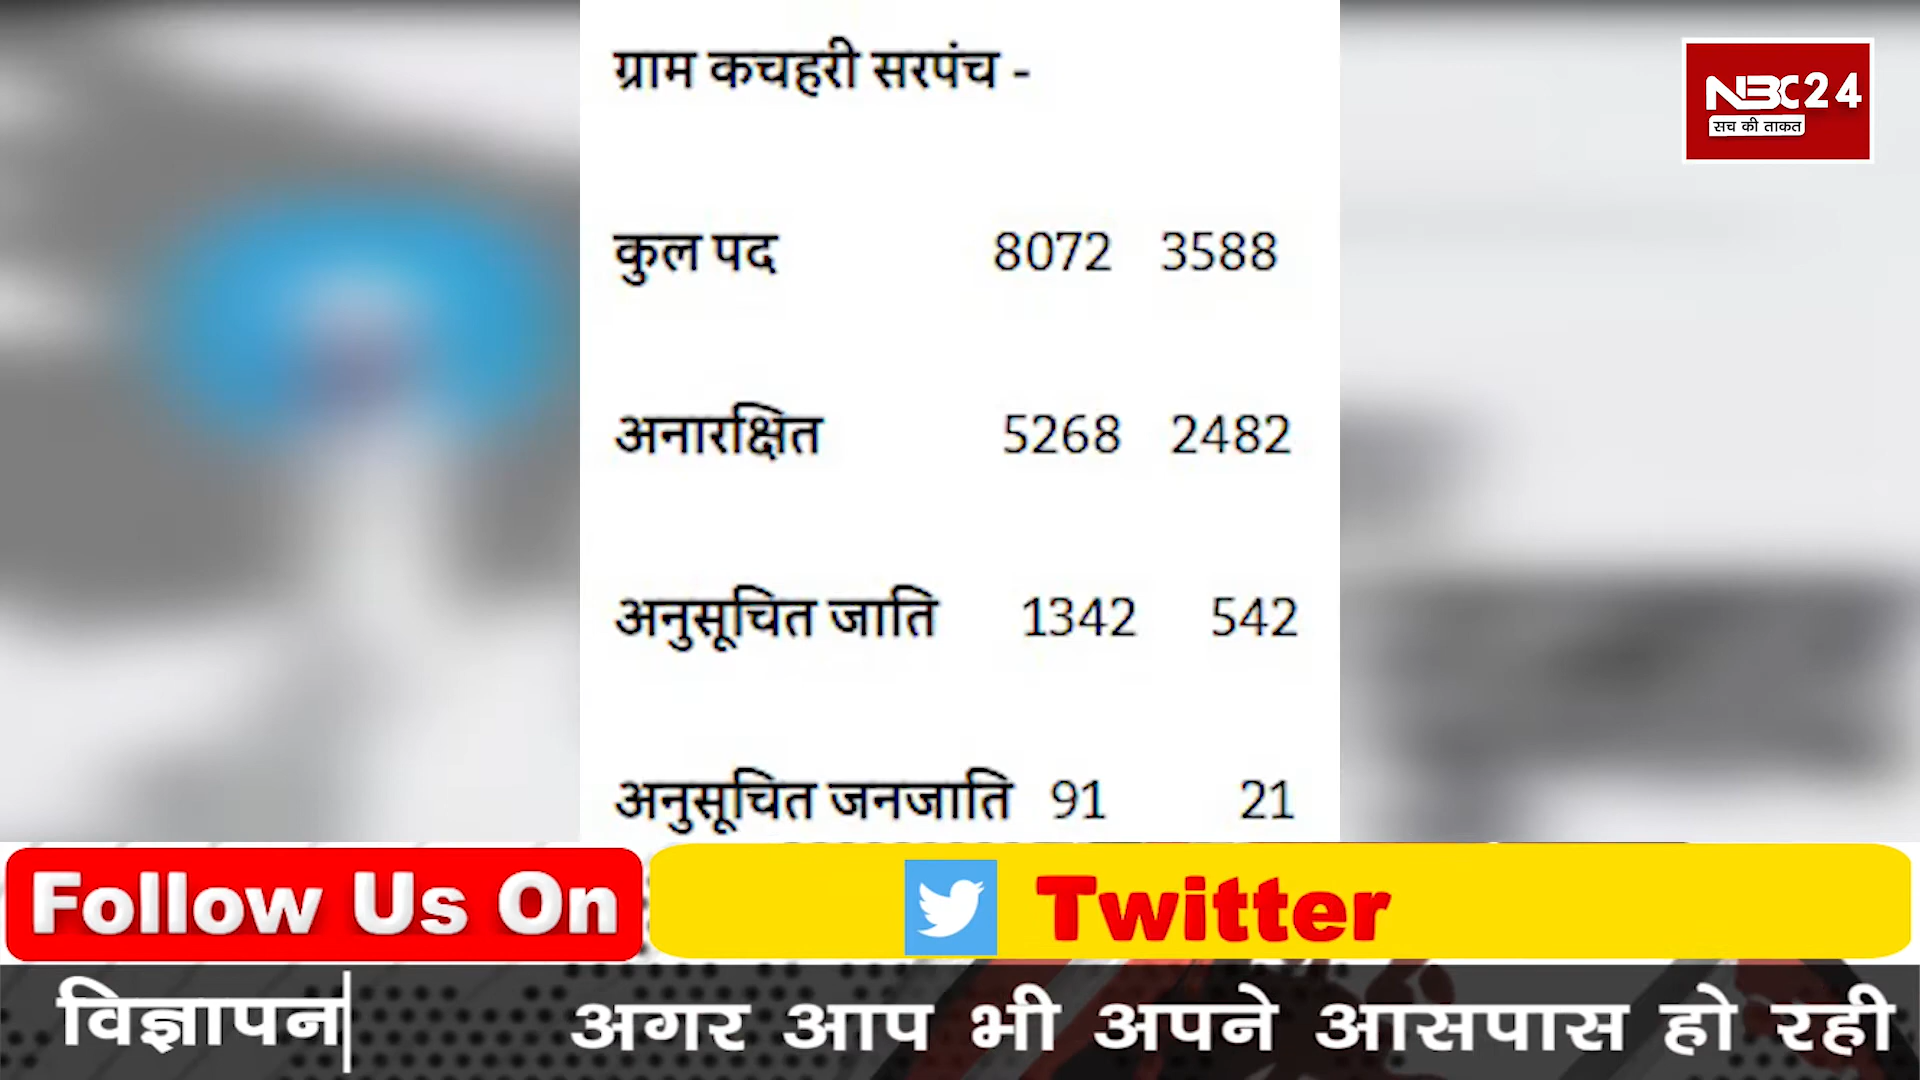 ग्राम कचहरी सरपंच -
NBC24
सच की ताकत
कुल पद 8072 3588
अनारक्षित 5268 2482
अनुसूचित जाति 1342 542
अनुसूचित जनजाति 91 21
Follow Us On Twitter
विज्ञापन अगर आप भी अपने आसपास हो रही